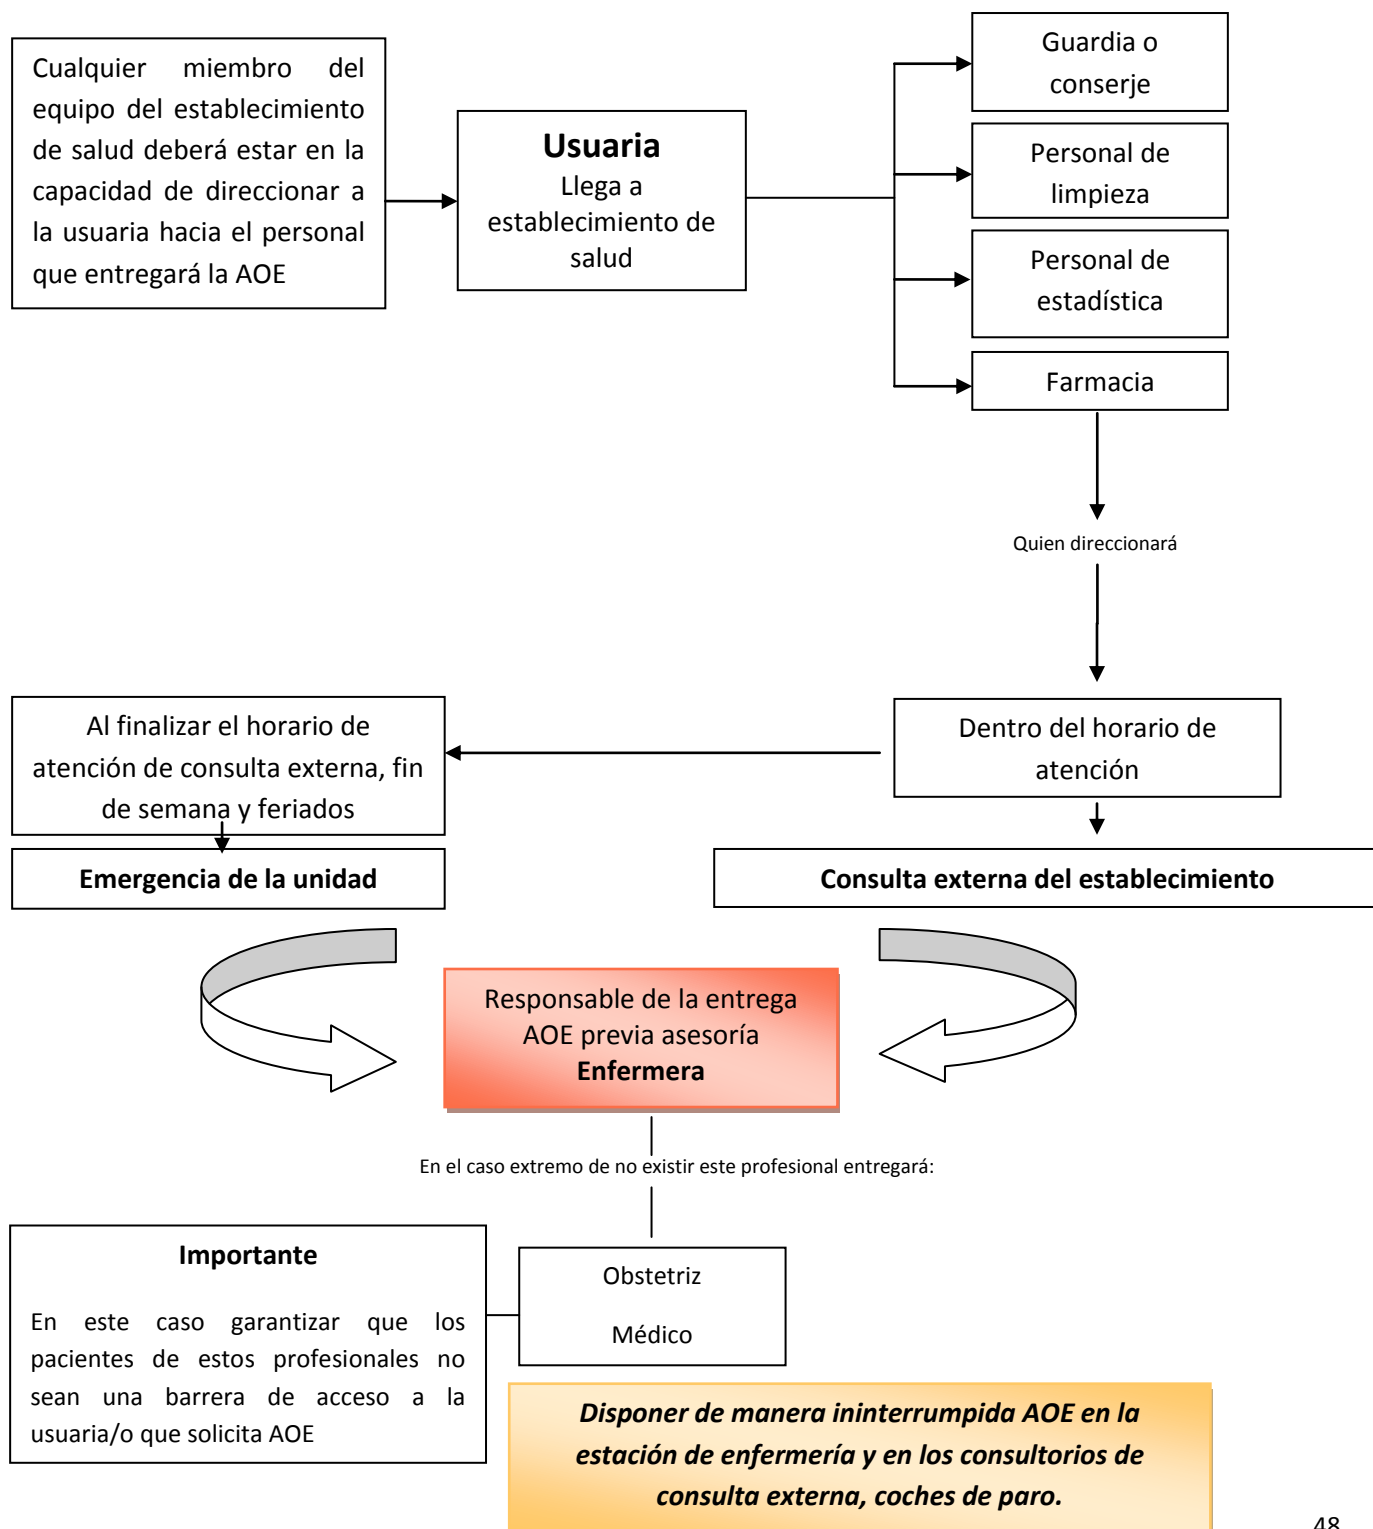 Cualquier miembro del
equipo del establecimiento
de salud deberá estar en la
capacidad de direccionar a
la usuaria hacia el personal
que entregará la AOE
Usuaria
Llega a
establecimiento de
salud
Guardia o
conserje
Personal de
limpieza
Personal de
estadística
Farmacia
Quien direccionará
Al finalizar el horario de
atención de consulta externa, fin
de semana y feriados
Dentro del horario de
atención
Emergencia de la unidad
Consulta externa del establecimiento
Responsable de la entrega
AOE previa asesoría
Enfermera
En el caso extremo de no existir este profesional entregará:
Importante
En este caso garantizar que los
pacientes de estos profesionales no
sean una barrera de acceso a la
usuaria/o que solicita AOE
Obstetriz
Médico
Disponer de manera ininterrumpida AOE en la
estación de enfermería y en los consultorios de
consulta externa, coches de paro.
48